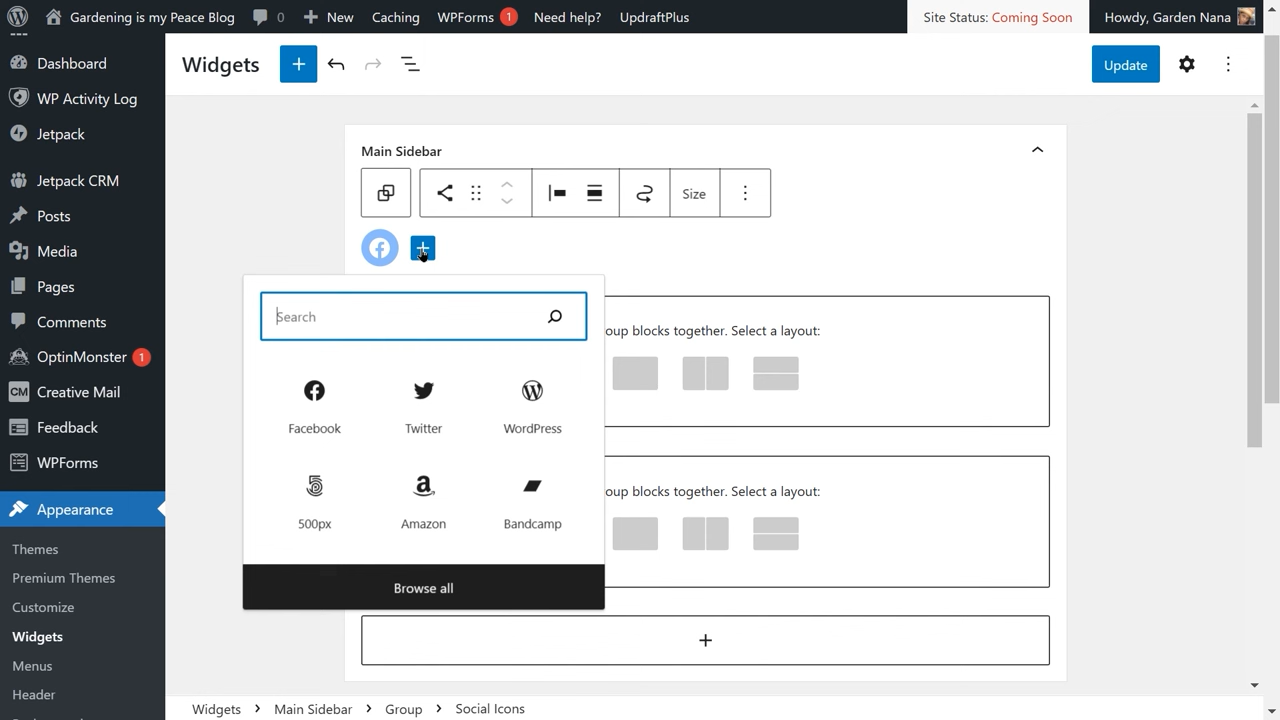 Gardening is my Peace Blog 0 New Caching WPForms 1 Need help? UpdraftPlus Site Status: Coming Soon Howdy, Garden Nana
Dashboard
WP Activity Log
Jetpack
Jetpack CRM
Posts
Media
Pages
Comments
OptinMonster 1
CM Creative Mail
Feedback
WPForms
Appearance
Themes
Premium Themes
Customize
Widgets
Menus
Header
Widgets
Update
Main Sidebar
Size
Search
Facebook Twitter WordPress
500px Amazon Bandcamp
Browse all
oup blocks together. Select a layout:
oup blocks together. Select a layout:
Widgets > Main Sidebar > Group > Social Icons